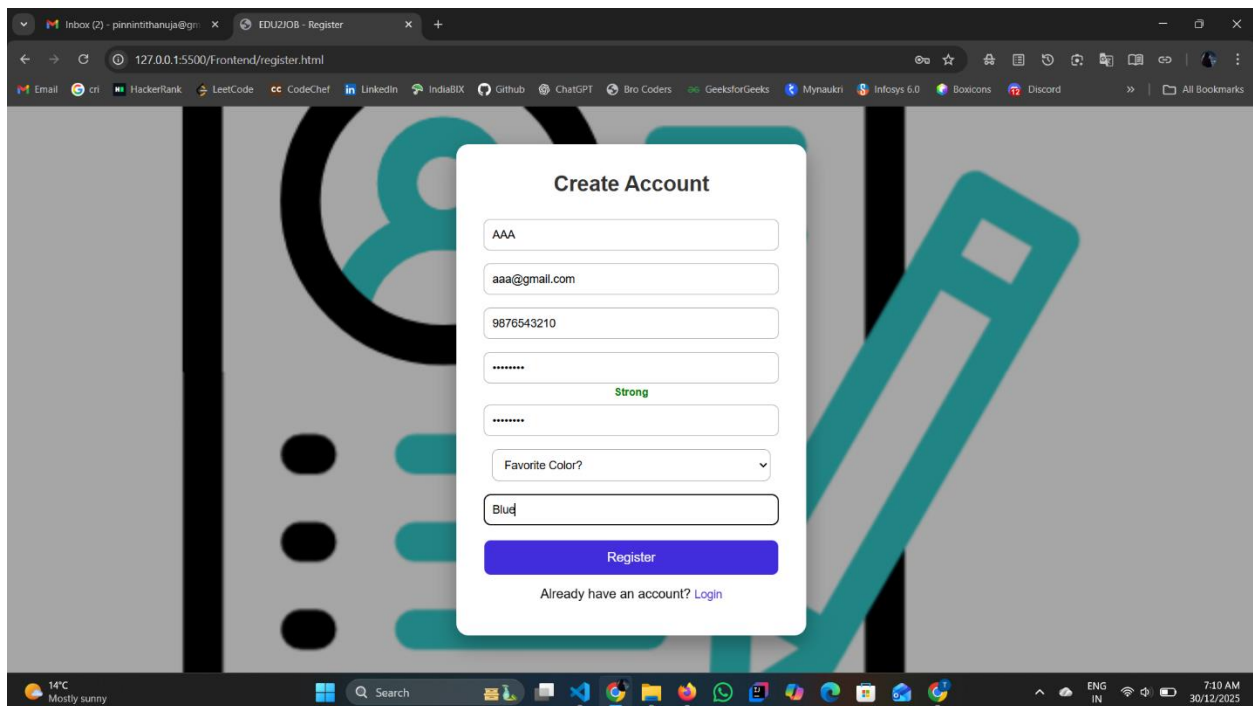 Inbox (2) - pinnintithanuja@gm
EDU2JOB - Register
127.0.0.1:5500/Frontend/register.html
Email cri HackerRank LeetCode CodeChef LinkedIn IndiaBIX Github ChatGPT Bro Coders GeeksforGeeks Mynaukri Infosys 6.0 Boxicons Discord » All Bookmarks
Create Account
AAA
aaa@gmail.com
9876543210
••••••••
Strong
••••••••
Favorite Color?
Blue
Register
Already have an account? Login
14°C
Mostly sunny
Search
ENG
IN
7:10 AM
30/12/2025